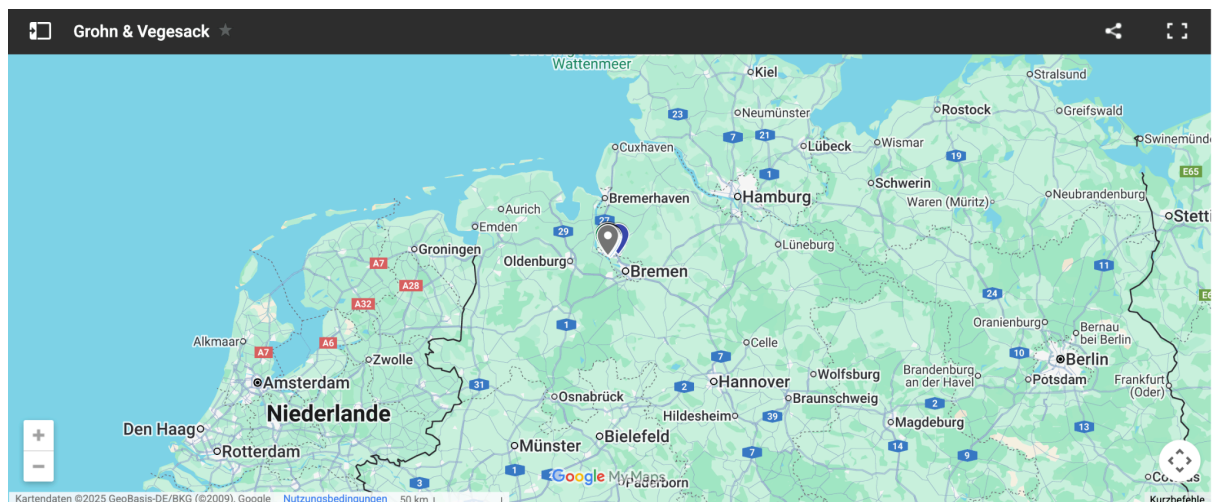 Grohn & Vegesack
Wattenmeer
Kiel
Stralsund
23
Neumünster
Rostock
Greifswald
7
21
Cuxhaven
Lübeck
Wismar
Swinemünd
19
1
E65
Schwerin
Bremerhaven
Hamburg
Waren (Müritz)
Neubrandenburg
Aurich
Emden
27
29
Stett
Groningen
Lüneburg
Oldenburg
Bremen
A7
11
A28
24
A32
1
Oranienburg
Bernau
bei Berlin
Alkmaar
A7
A6
Zwolle
Celle
7
10
Berlin
Amsterdam
31
2
Hannover
Wolfsburg
Brandenburg
an der Havel
Potsdam
Frankfurt
(Oder)
Niederlande
Osnabrück
Braunschweig
2
Hildesheim
39
Magdeburg
13
Den Haag
Bielefeld
Münster
14
Rotterdam
7
9
1
Google My Maps
Paderborn
3
Kartendaten ©2025 GeoBasis-DE/BKG (©2009), Google
Nutzungsbedingungen
50 km
Kurzbefehle